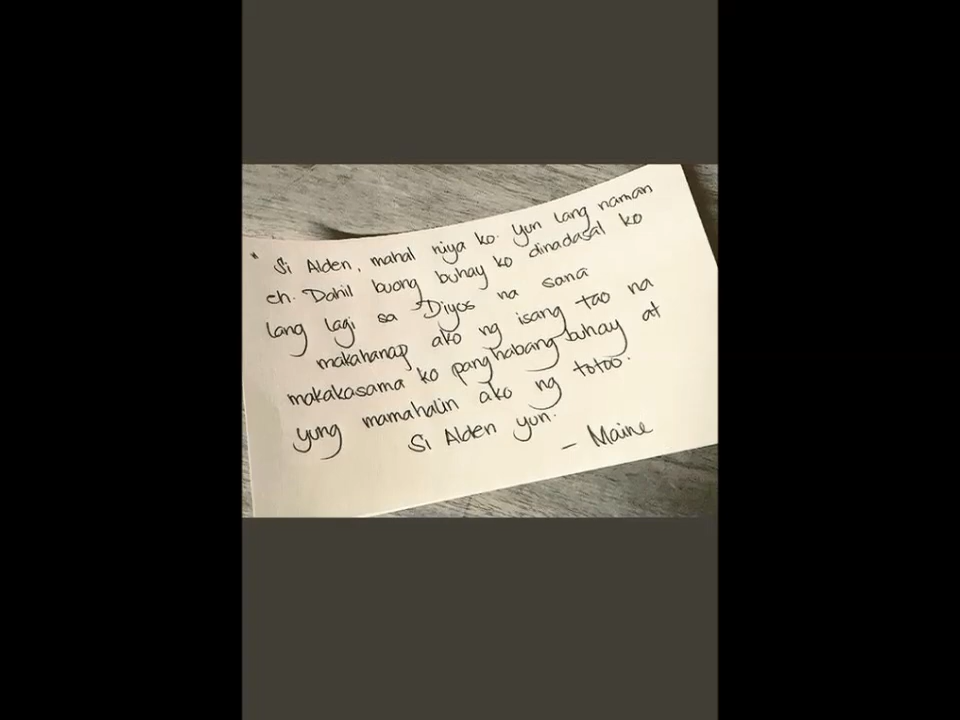 * Si Alden, mahal niya ko. Yun lang naman
eh. Dahil buong buhay ko dinadasal ko
lang lagi sa Diyos na sana
makahanap ako ng isang tao na
makakasama ko panghabang buhay at
yung mamahalin ako ng totoo.
Si Alden yun.
- Maine